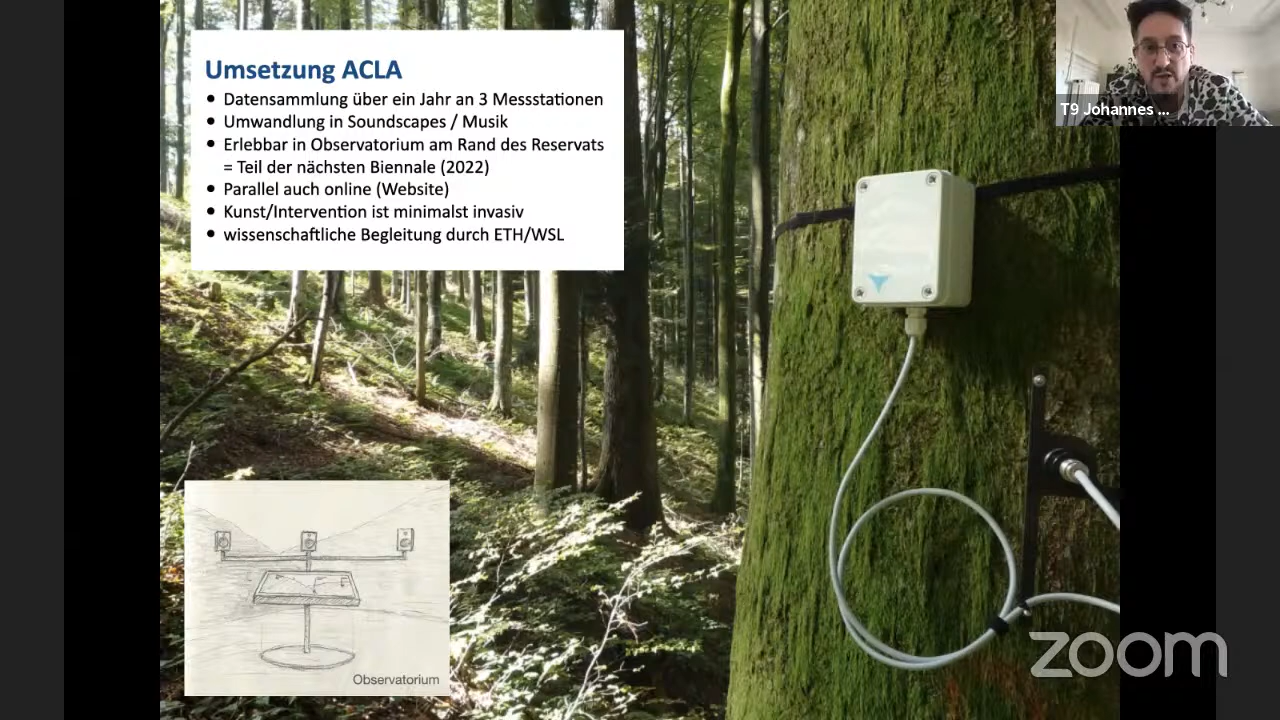 Umsetzung ACLA
• Datensammlung über ein Jahr an 3 Messstationen
• Umwandlung in Soundscapes / Musik
• Erlebbar in Observatorium am Rand des Reservats
= Teil der nächsten Biennale (2022)
• Parallel auch online (Website)
• Kunst/Intervention ist minimalst invasiv
• wissenschaftliche Begleitung durch ETH/WSL
T9 Johannes ...
Observatorium
zoom